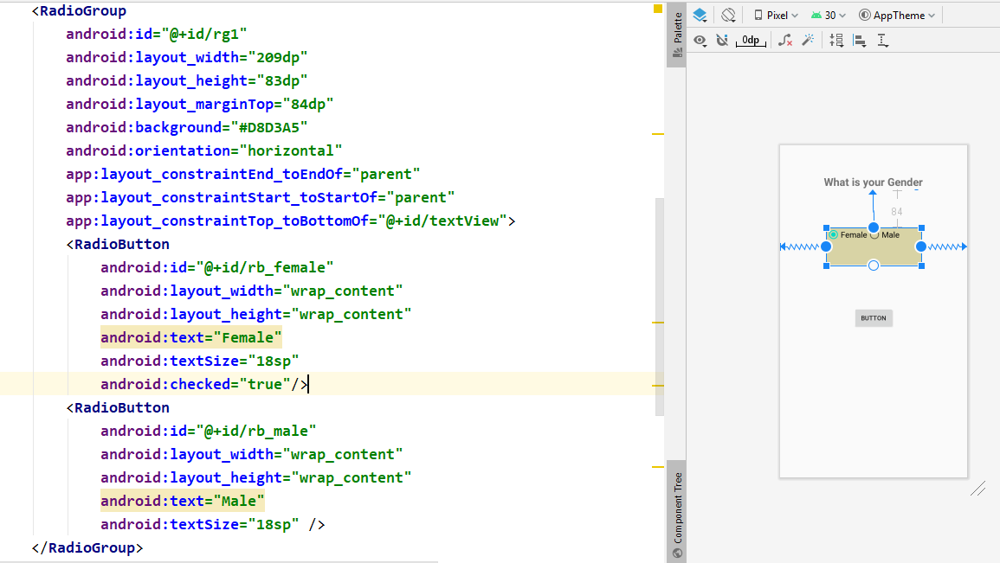 <RadioGroup
android:id="@+id/rg1"
android:layout_width="209dp"
android:layout_height="83dp"
android:layout_marginTop="84dp"
android:background="#D8D3A5"
android:orientation="horizontal"
app:layout_constraintEnd_toEndOf="parent"
app:layout_constraintStart_toStartOf="parent"
app:layout_constraintTop_toBottomOf="@+id/textView">
<RadioButton
android:id="@+id/rb_female"
android:layout_width="wrap_content"
android:layout_height="wrap_content"
android:text="Female"
android:textSize="18sp"
android:checked="true"/>
<RadioButton
android:id="@+id/rb_male"
android:layout_width="wrap_content"
android:layout_height="wrap_content"
android:text="Male"
android:textSize="18sp" />
</RadioGroup>
Palette
Component Tree
Pixel 30 AppTheme
0dp
What is your Gender
84
Female Male
BUTTON